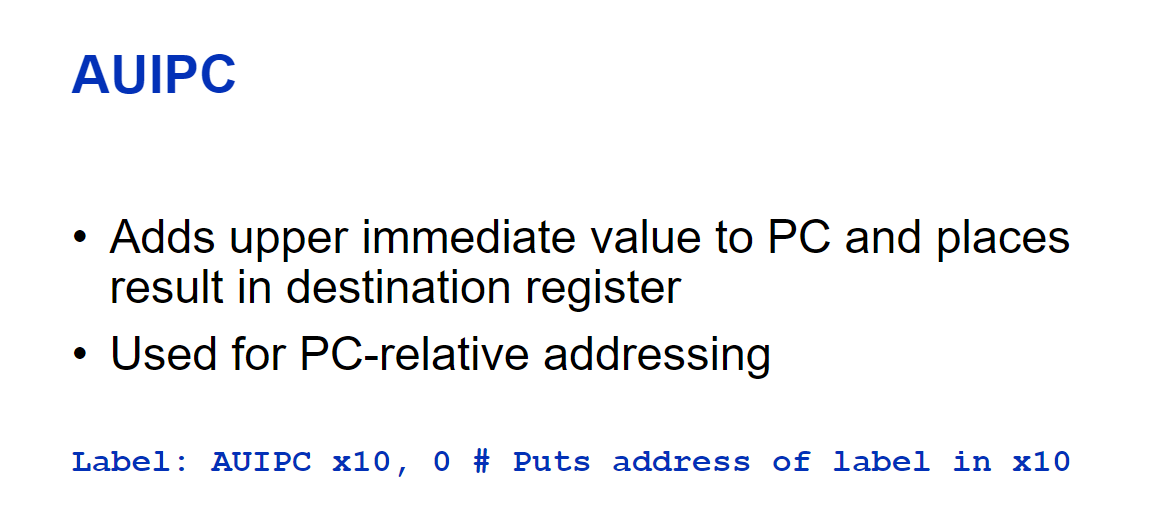 AUIPC
• Adds upper immediate value to PC and places
result in destination register
• Used for PC-relative addressing
Label: AUIPC x10, 0 # Puts address of label in x10